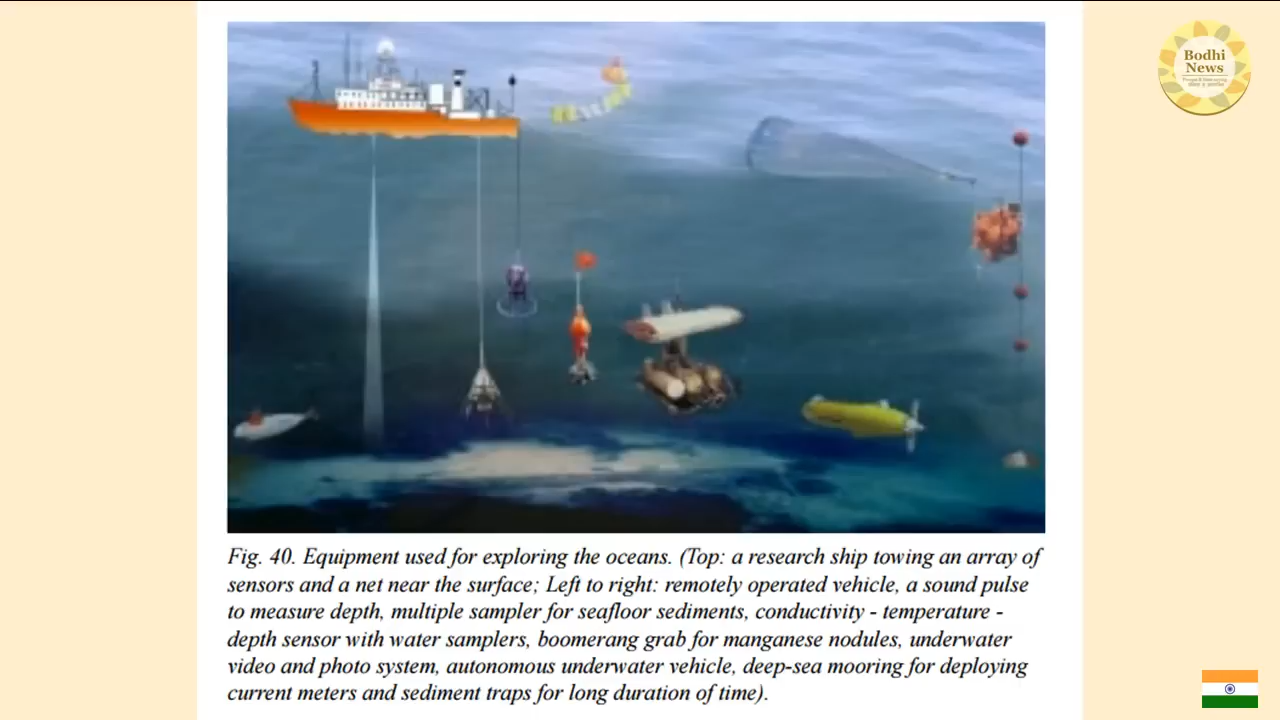 Bodhi
News
Fig. 40. Equipment used for exploring the oceans. (Top: a research ship towing an array of
sensors and a net near the surface; Left to right: remotely operated vehicle, a sound pulse
to measure depth, multiple sampler for seafloor sediments, conductivity - temperature -
depth sensor with water samplers, boomerang grab for manganese nodules, underwater
video and photo system, autonomous underwater vehicle, deep-sea mooring for deploying
current meters and sediment traps for long duration of time).